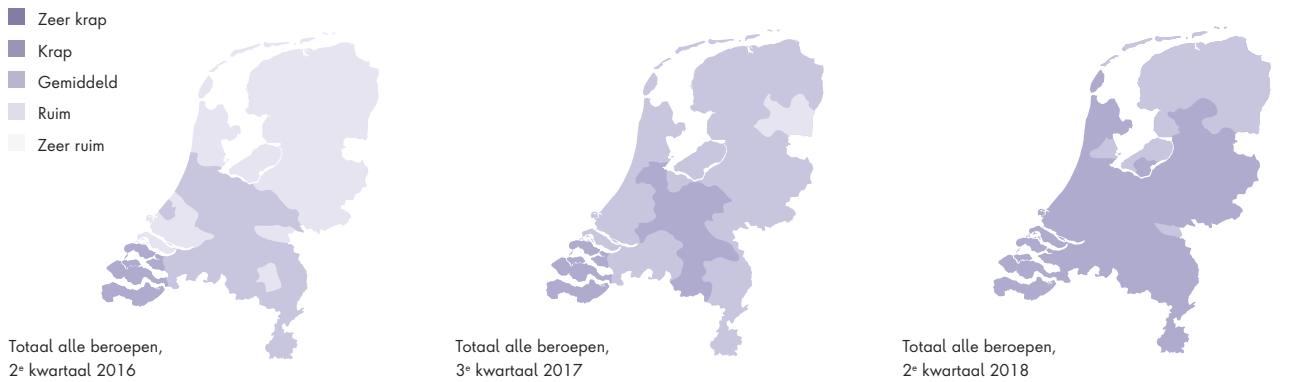 Zeer krap
Krap
Gemiddeld
Ruim
Zeer ruim
Totaal alle beroepen,
2e kwartaal 2016
Totaal alle beroepen,
3e kwartaal 2017
Totaal alle beroepen,
2e kwartaal 2018